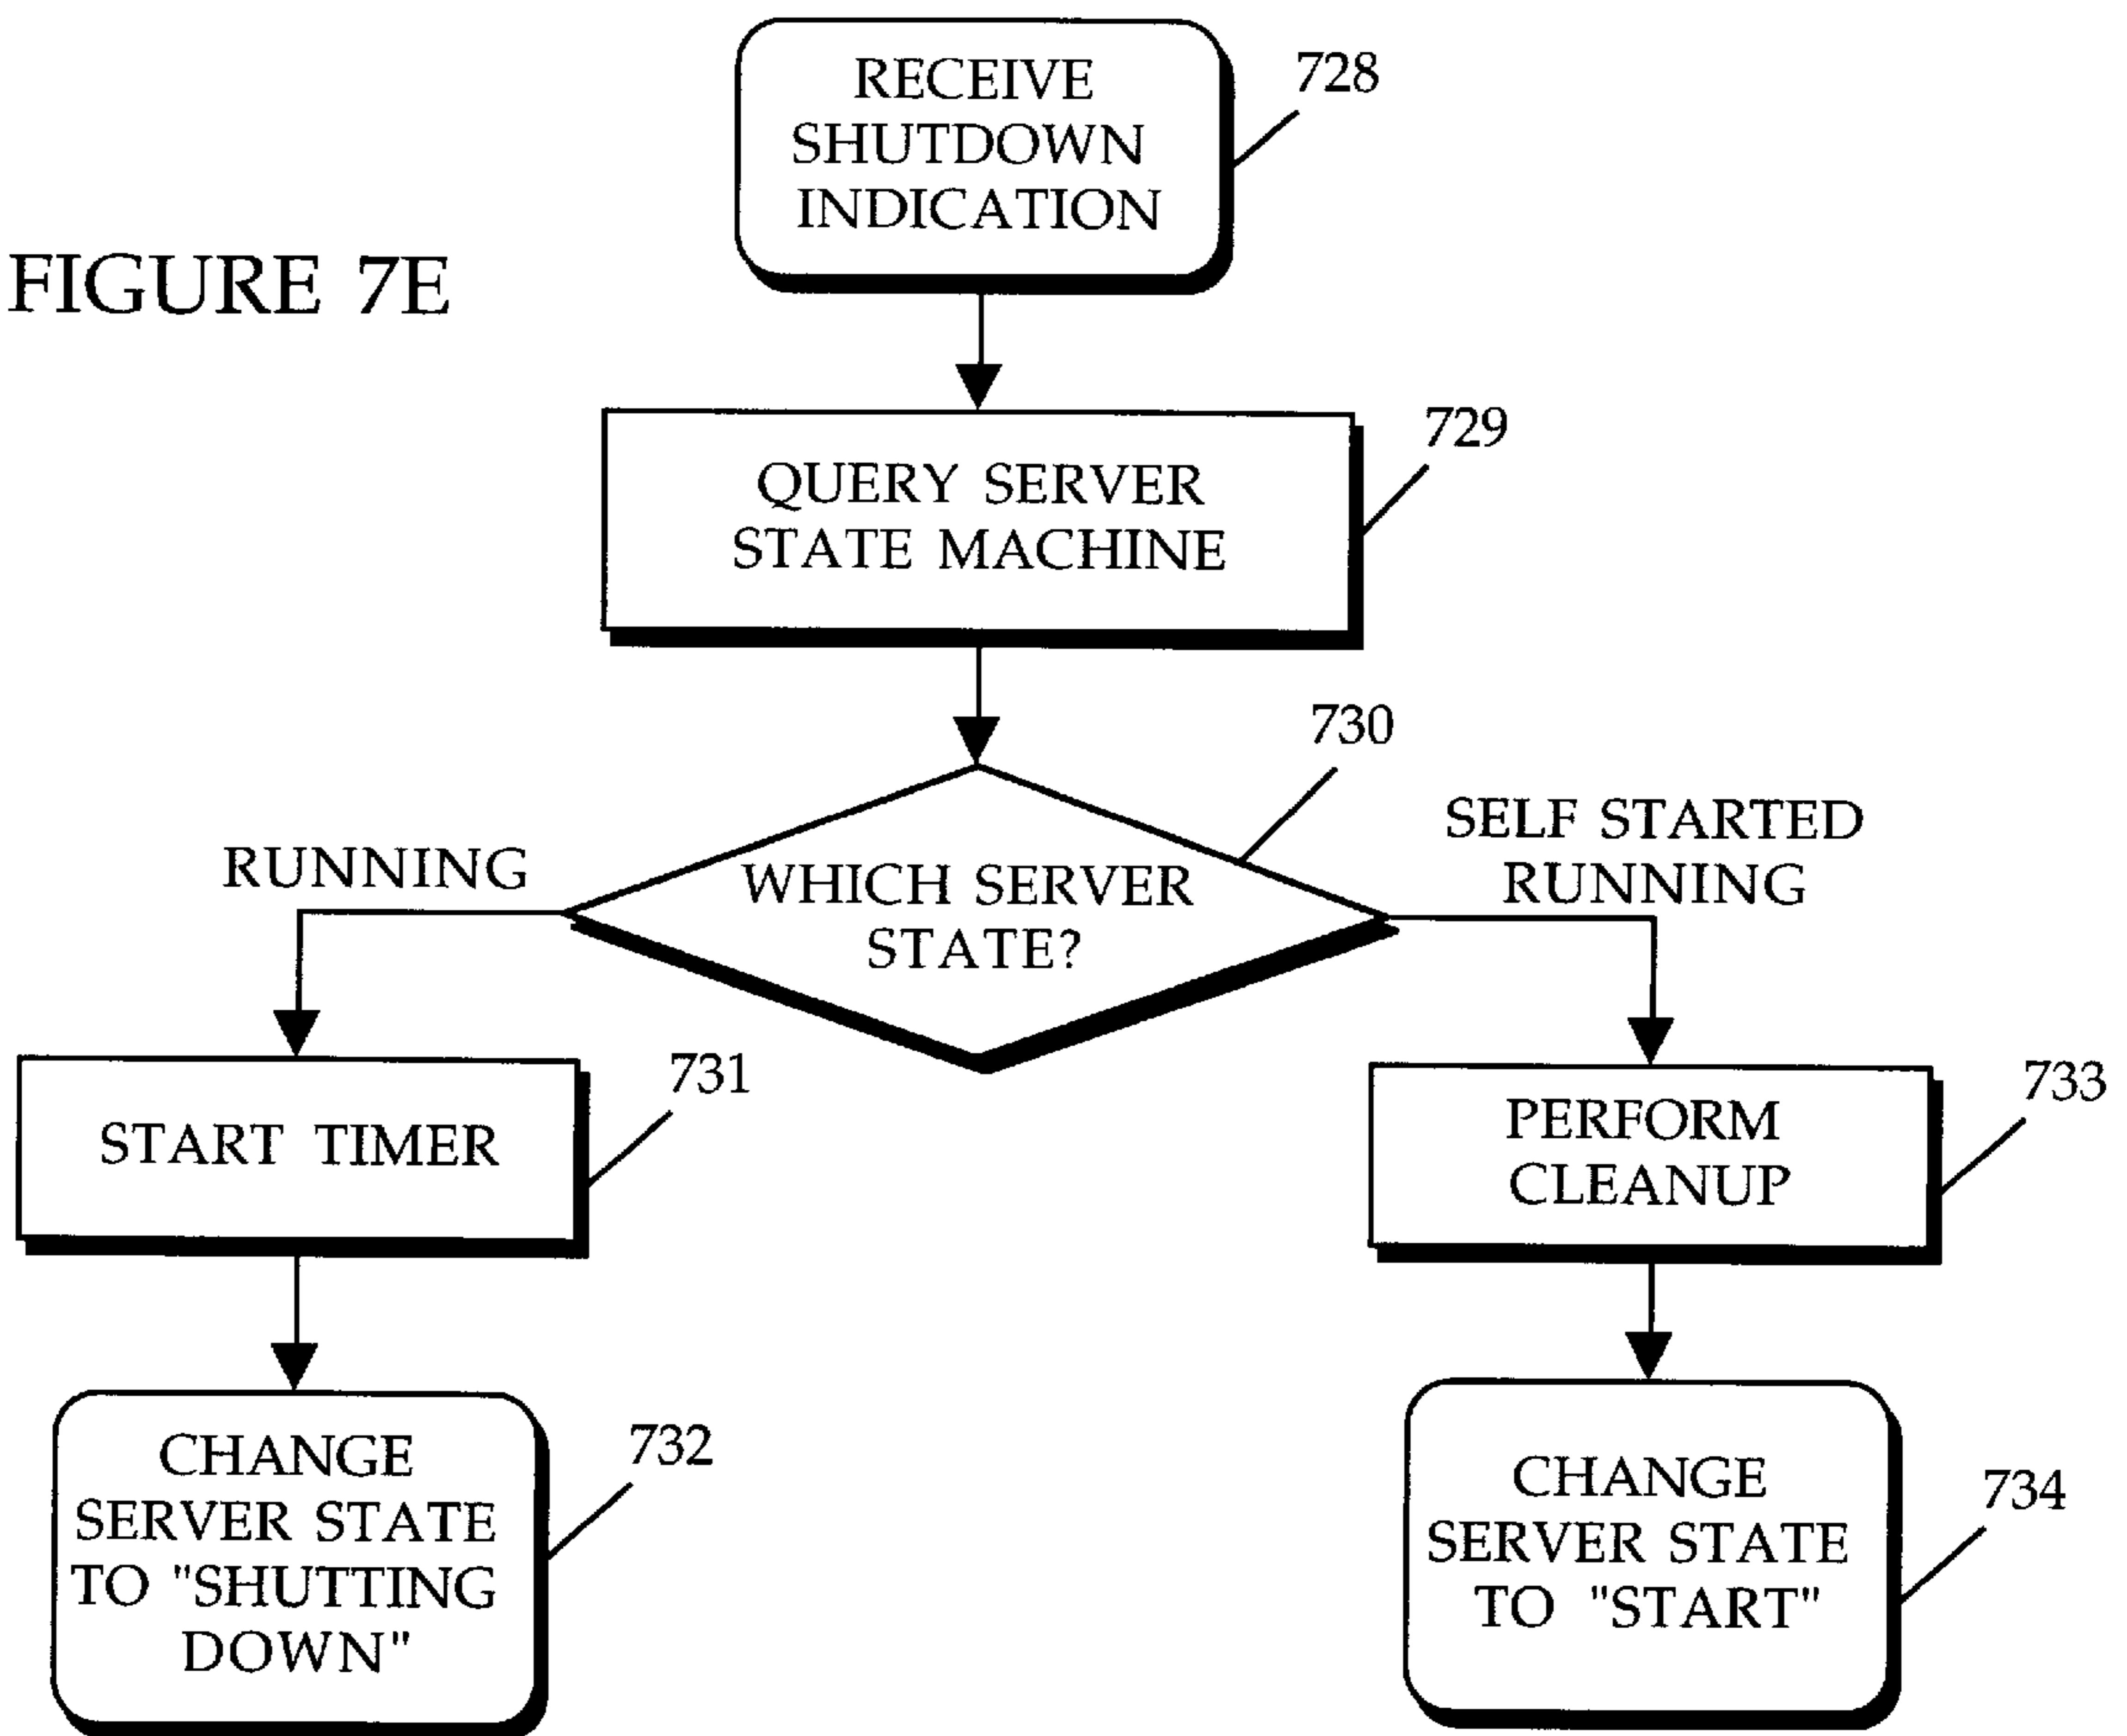 RECEIVE
SHUTDOWN
INDICATION
728
FIGURE 7E
QUERY SERVER
STATE MACHINE
729
730
WHICH SERVER
STATE?
RUNNING
SELF STARTED
RUNNING
START TIMER
731
PERFORM
CLEANUP
733
CHANGE
SERVER STATE
TO "SHUTTING
DOWN"
732
CHANGE
SERVER STATE
TO "START"
734